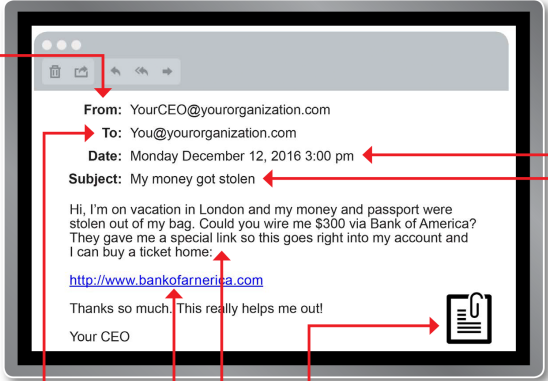 From: YourCEO@yourorganization.com
To: You@yourorganization.com
Date: Monday December 12, 2016 3:00 pm
Subject: My money got stolen
Hi, I'm on vacation in London and my money and passport were
stolen out of my bag. Could you wire me $300 via Bank of America?
They gave me a special link so this goes right into my account and
I can buy a ticket home:
http://www.bankofarnerica.com
Thanks so much. This really helps me out!
Your CEO